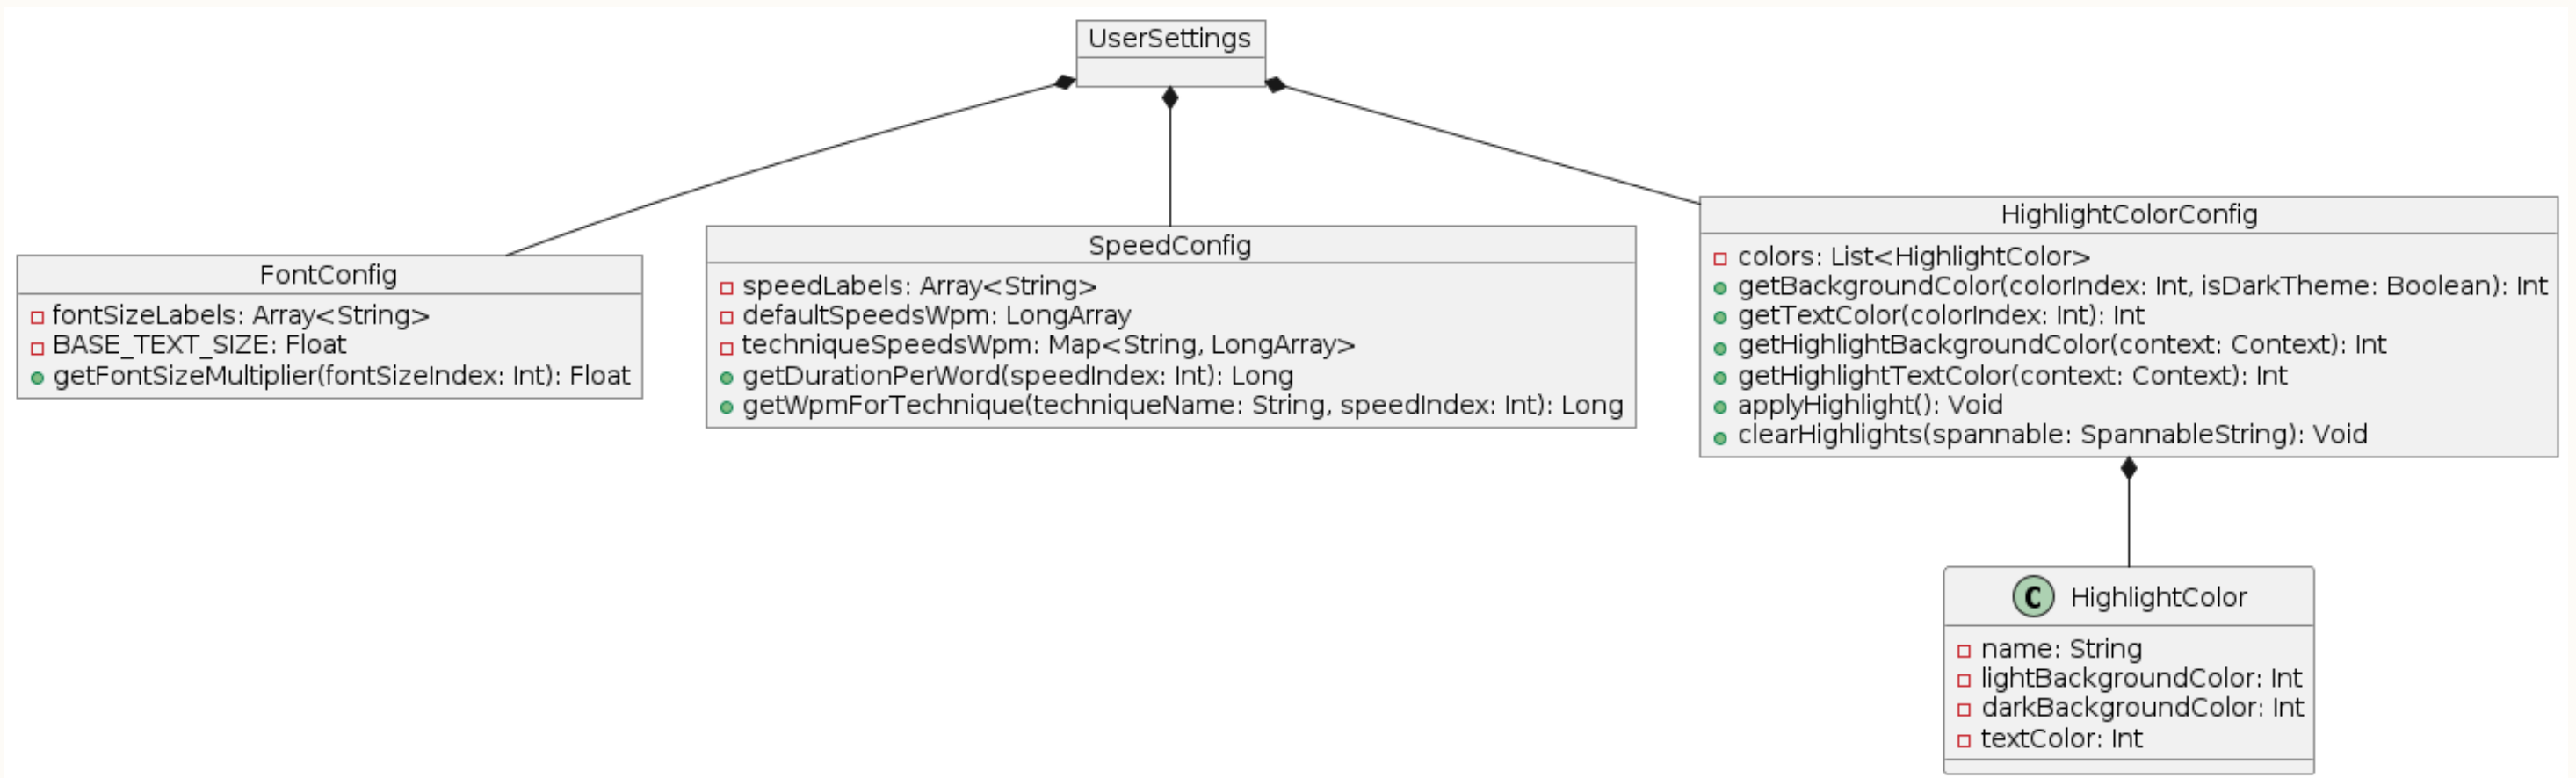 UserSettings
FontConfig
fontSizeLabels: Array<String>
BASE_TEXT_SIZE: Float
getFontSizeMultiplier(fontSizeIndex: Int): Float
SpeedConfig
speedLabels: Array<String>
defaultSpeedsWpm: LongArray
techniqueSpeedsWpm: Map<String, LongArray>
getDurationPerWord(speedIndex: Int): Long
getWpmForTechnique(techniqueName: String, speedIndex: Int): Long
HighlightColorConfig
colors: List<HighlightColor>
getBackgroundColor(colorIndex: Int, isDarkTheme: Boolean): Int
getTextColor(colorIndex: Int): Int
getHighlightBackgroundColor(context: Context): Int
getHighlightTextColor(context: Context): Int
applyHighlight(): Void
clearHighlights(spannable: SpannableString): Void
C HighlightColor
name: String
lightBackgroundColor: Int
darkBackgroundColor: Int
textColor: Int